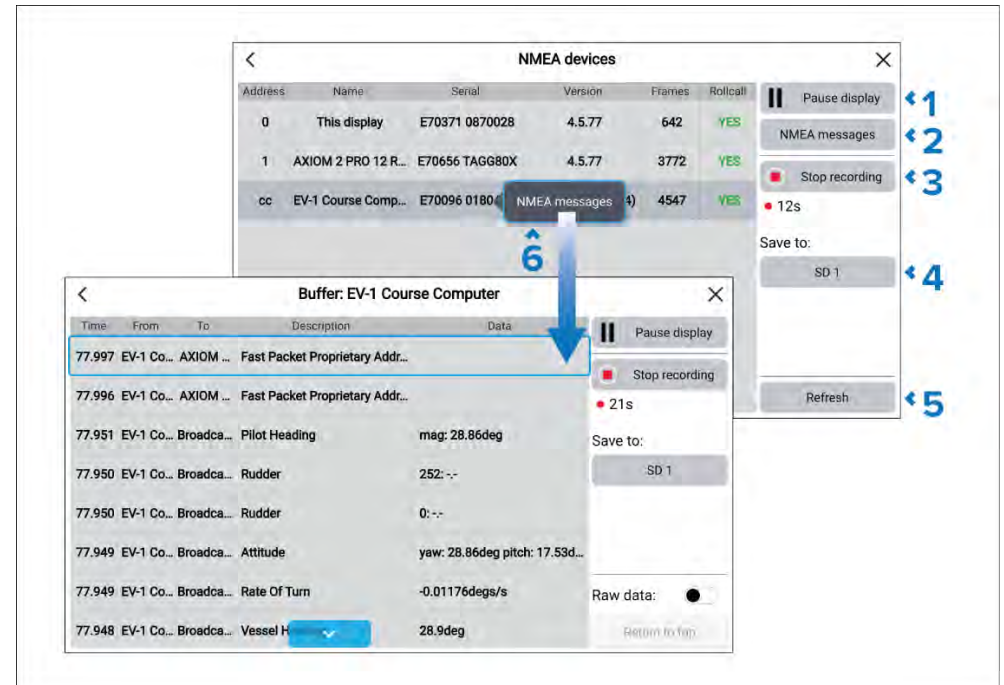 NMEA devices
Address Name Serial Version Frames Rollcall
0 This display E70371 0870028 4.5.77 642 YES
1 AXIOM 2 PRO 12 R... E70656 TAGG80X 4.5.77 3772 YES
cc EV-1 Course Comp... E70096 0180 4) 4547 YES
NMEA messages
6
Pause display
1
NMEA messages
2
Stop recording
3
12s
Save to:
SD 1
4
Refresh
5
Buffer: EV-1 Course Computer
Time From To Description Data
77.997 EV-1 Co... AXIOM ... Fast Packet Proprietary Addr...
77.996 EV-1 Co... AXIOM ... Fast Packet Proprietary Addr...
77.951 EV-1 Co... Broadca... Pilot Heading mag: 28.86deg
77.950 EV-1 Co... Broadca... Rudder 252: -.-
77.950 EV-1 Co... Broadca... Rudder 0: -.-
77.949 EV-1 Co... Broadca... Attitude yaw: 28.86deg pitch: 17.53d...
77.949 EV-1 Co... Broadca... Rate Of Turn -0.01176degs/s
77.948 EV-1 Co... Broadca... Vessel H 28.9deg
Pause display
Stop recording
21s
Save to:
SD 1
Raw data:
Return to top